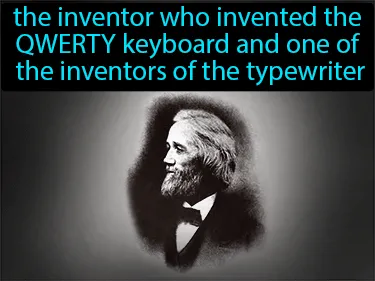 the inventor who invented the
QWERTY keyboard and one of
the inventors of the typewriter